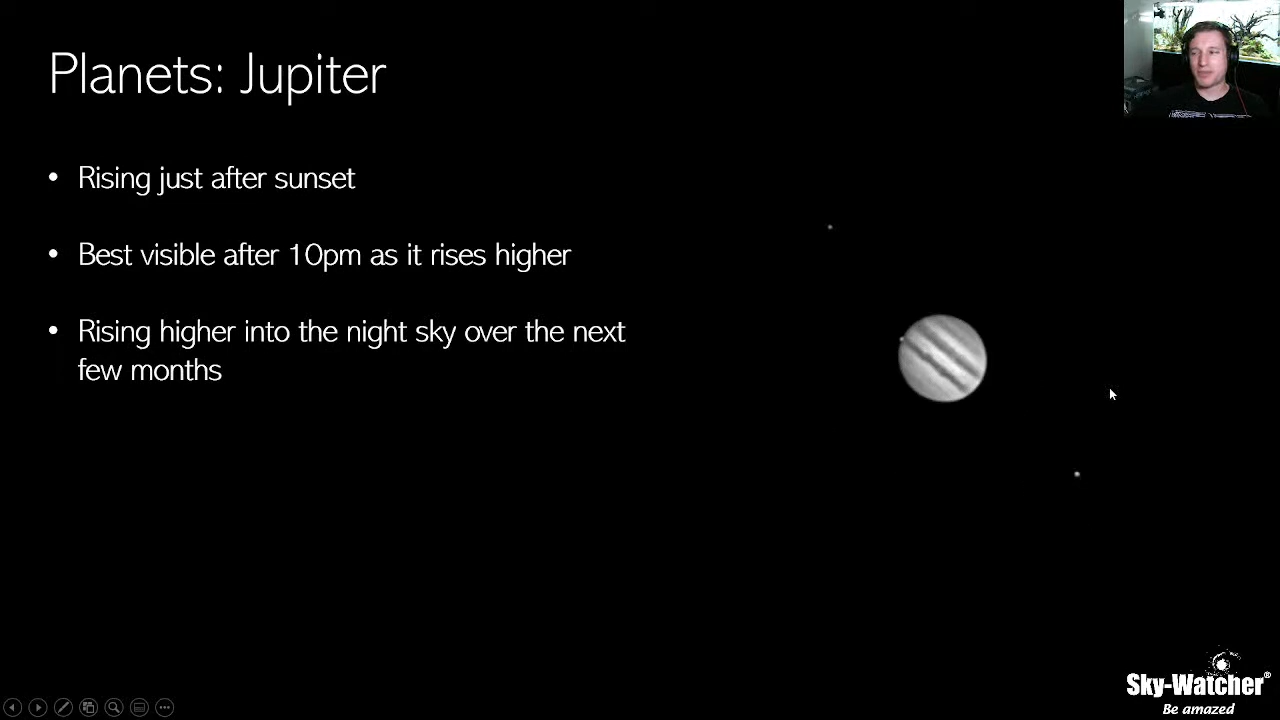 Planets: Jupiter
• Rising just after sunset
• Best visible after 10pm as it rises higher
• Rising higher into the night sky over the next
few months
Sky-Watcher®
Be amazed